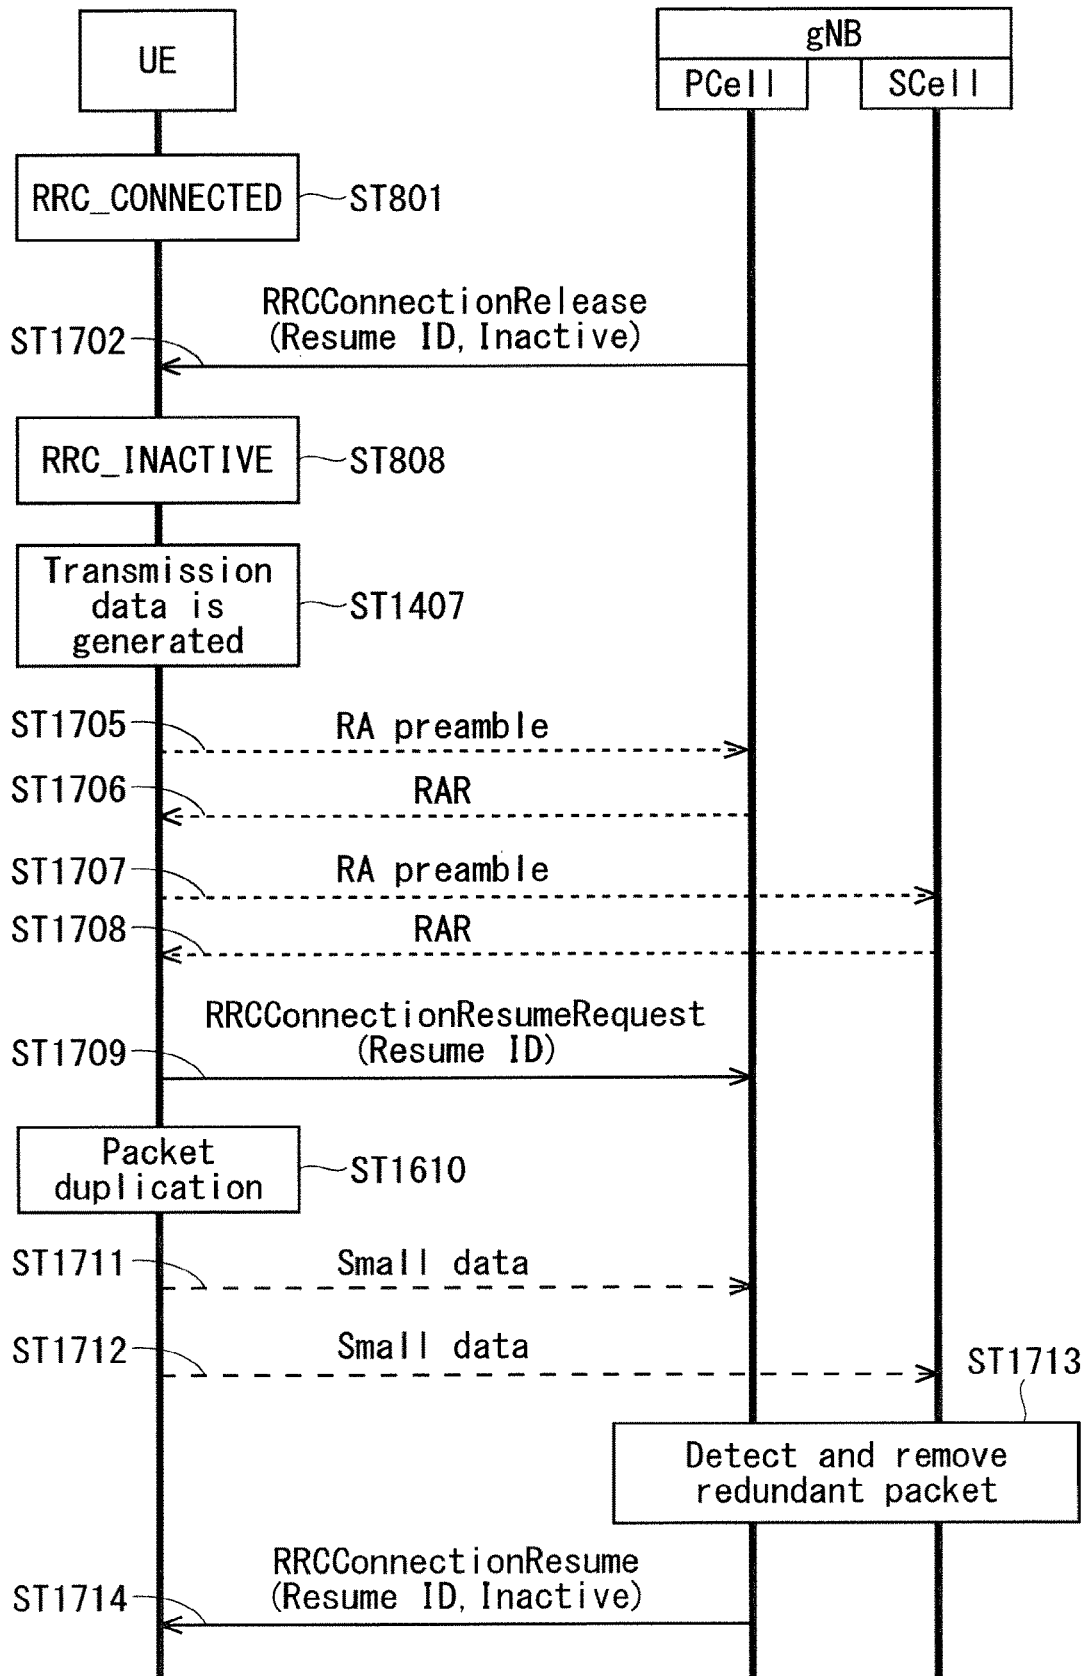 UE
gNB
PCell
SCell
RRC_CONNECTED
ST801
RRCConnectionRelease
(Resume ID, Inactive)
ST1702
RRC_INACTIVE
ST808
Transmission
data is
generated
ST1407
ST1705
RA preamble
ST1706
RAR
ST1707
RA preamble
ST1708
RAR
RRCConnectionResumeRequest
(Resume ID)
ST1709
Packet
duplication
ST1610
ST1711
Small data
ST1712
Small data
ST1713
Detect and remove
redundant packet
RRCConnectionResume
(Resume ID, Inactive)
ST1714